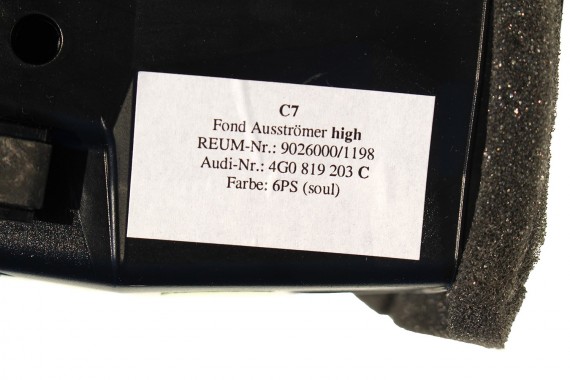 C7
Fond Ausströmer high
REUM-Nr.: 9026000/1198
Audi-Nr.: 4G0 819 203 C
Farbe: 6PS (soul)